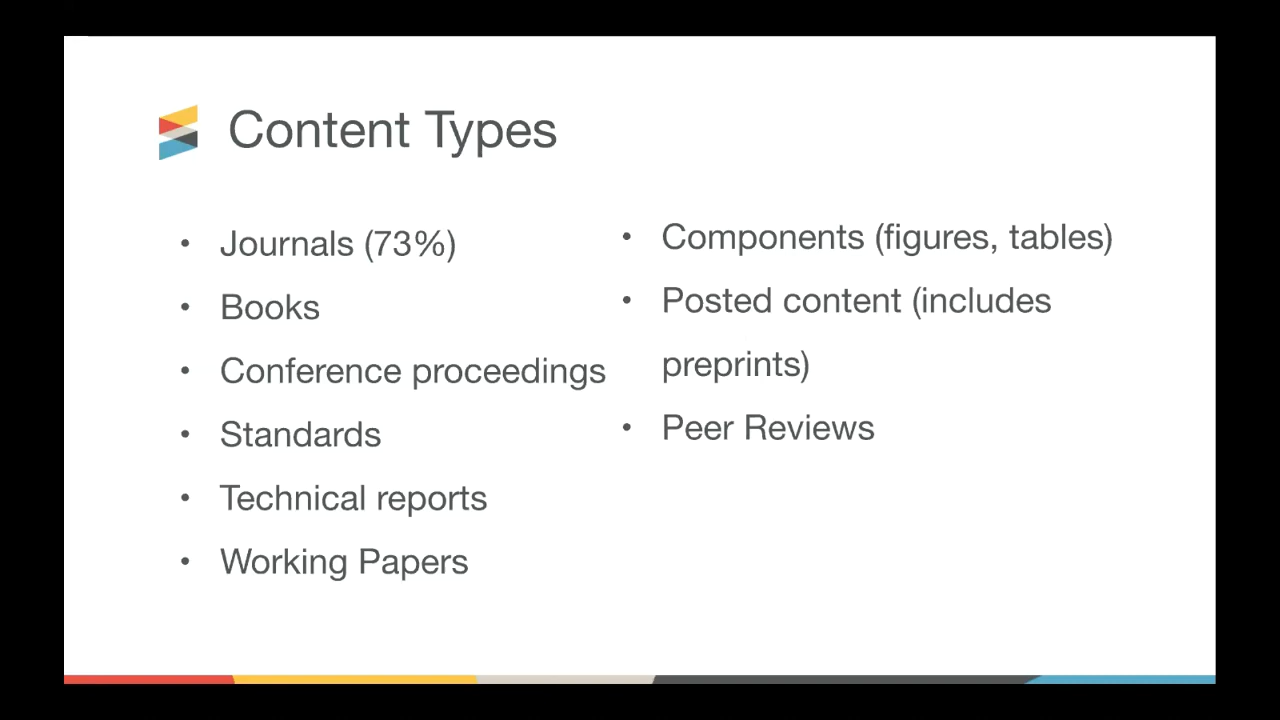 Content Types
• Journals (73%)
• Books
• Conference proceedings
• Standards
• Technical reports
• Working Papers
• Components (figures, tables)
• Posted content (includes
preprints)
• Peer Reviews